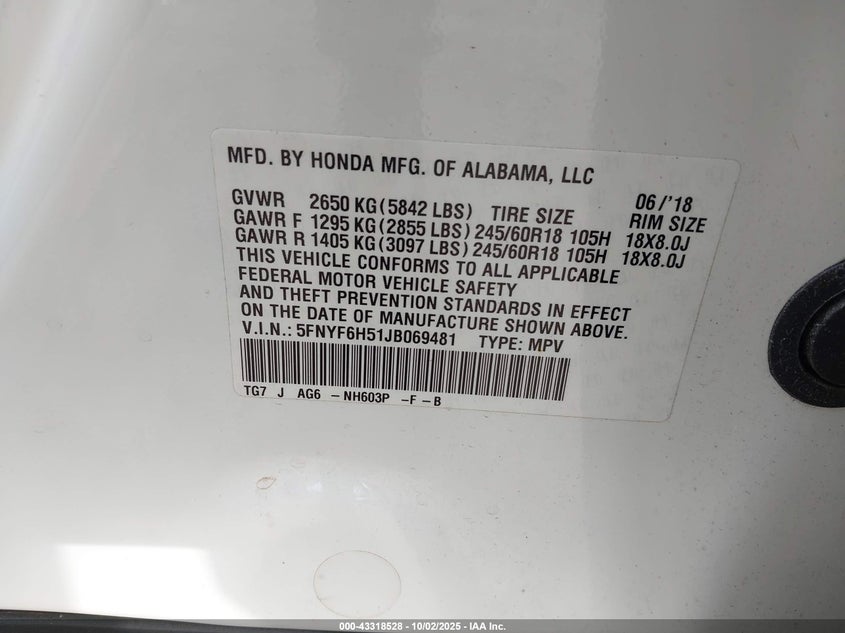 MFD. BY HONDA MFG. OF ALABAMA, LLC
GVWR 2650 KG(5842 LBS) TIRE SIZE 06/'18 RIM SIZE
GAWR F 1295 KG(2855 LBS) 245/60R18 105H 18X8.0J
GAWR R 1405 KG(3097 LBS) 245/60R18 105H 18X8.0J
THIS VEHICLE CONFORMS TO ALL APPLICABLE
FEDERAL MOTOR VEHICLE SAFETY
AND THEFT PREVENTION STANDARDS IN EFFECT
ON THE DATE OF MANUFACTURE SHOWN ABOVE.
V.I.N.: 5FNYF6H51JB069481 TYPE: MPV
TG7 J AG6 - NH603P - F - B
000-43318528 - 10/02/2025 - IAA Inc.